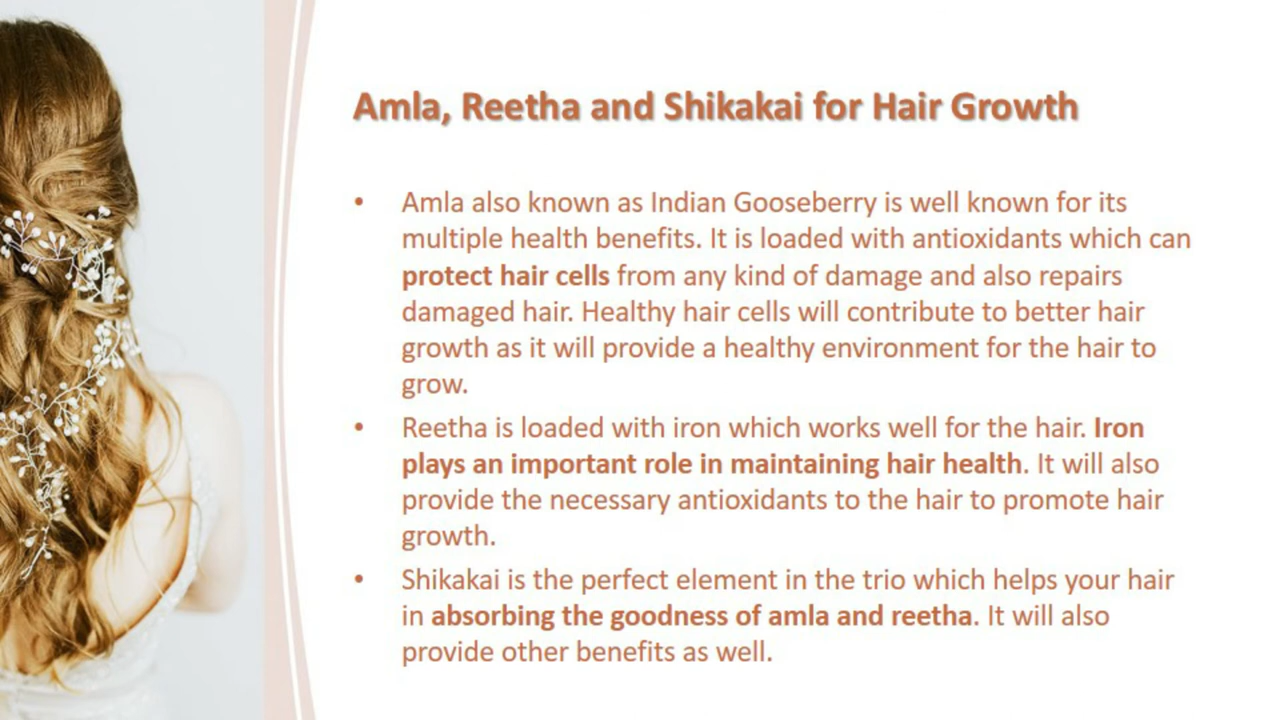 Amla, Reetha and Shikakai for Hair Growth
• Amla also known as Indian Gooseberry is well known for its
multiple health benefits. It is loaded with antioxidants which can
protect hair cells from any kind of damage and also repairs
damaged hair. Healthy hair cells will contribute to better hair
growth as it will provide a healthy environment for the hair to
grow.
• Reetha is loaded with iron which works well for the hair. Iron
plays an important role in maintaining hair health. It will also
provide the necessary antioxidants to the hair to promote hair
growth.
• Shikakai is the perfect element in the trio which helps your hair
in absorbing the goodness of amla and reetha. It will also
provide other benefits as well.